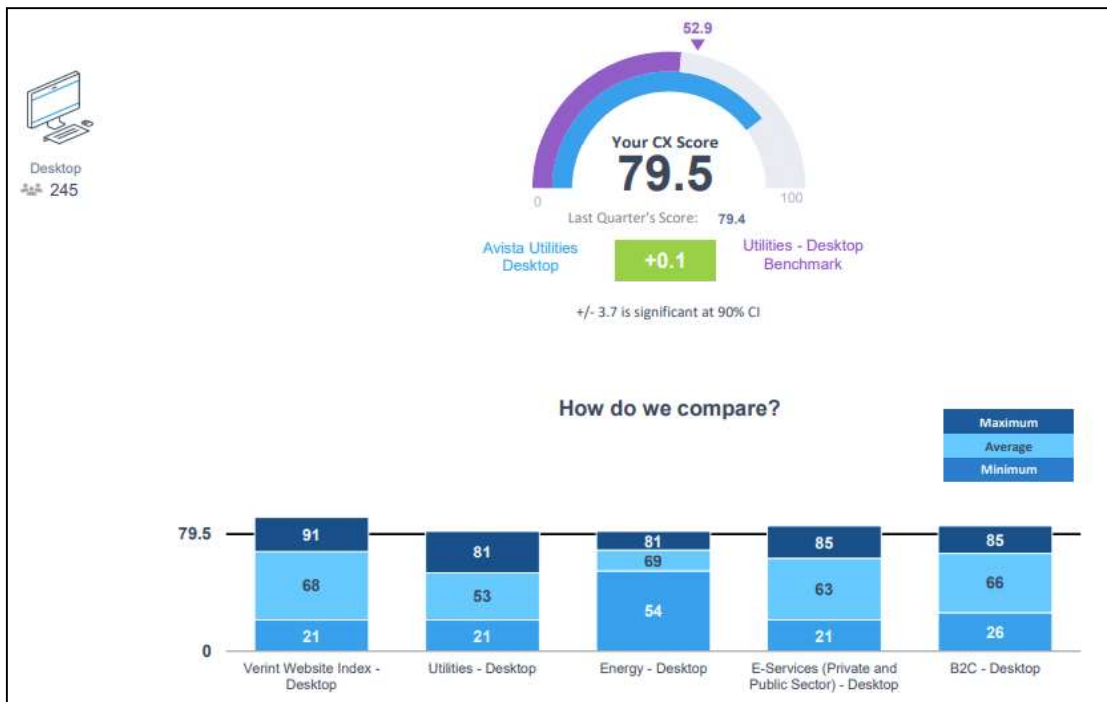 52.9
Desktop
245
Your CX Score
79.5
0
100
Last Quarter's Score: 79.4
Avista Utilities
Desktop
+0.1
Utilities - Desktop
Benchmark
+/- 3.7 is significant at 90% CI
How do we compare?
Maximum
Average
Minimum
79.5
0
91
68
21
81
53
21
81
69
54
85
63
21
85
66
26
Verint Website Index -
Desktop
Utilities - Desktop
Energy - Desktop
E-Services (Private and
Public Sector) - Desktop
B2C - Desktop